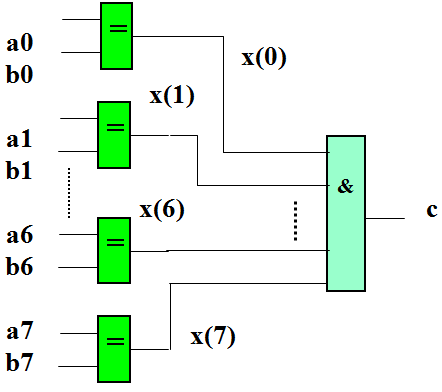 a0
=
b0
x(0)
x(1)
a1
=
b1
&
x(6)
a6
=
b6
c
a7
=
b7
x(7)